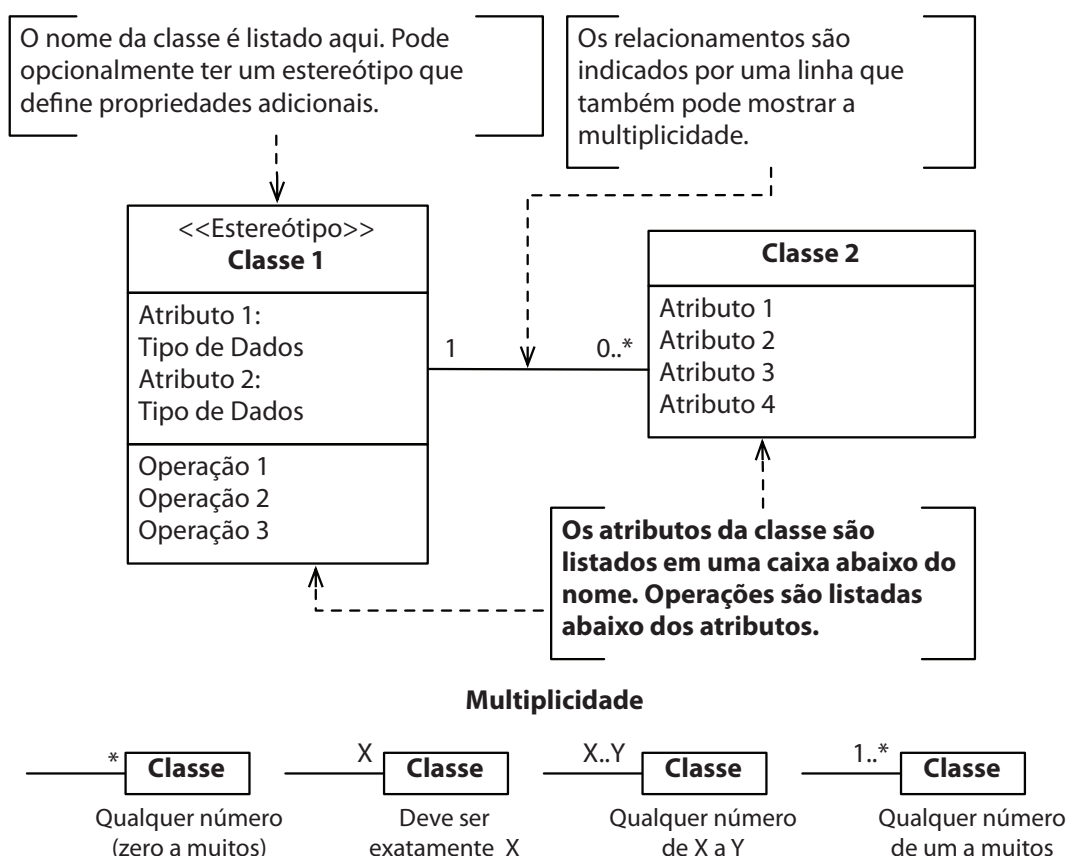 O nome da classe é listado aqui. Pode
opcionalmente ter um estereótipo que
define propriedades adicionais.
Os relacionamentos são
indicados por uma linha que
também pode mostrar a
multiplicidade.
<<Estereótipo>>
Classe 1
Atributo 1:
Tipo de Dados
Atributo 2:
Tipo de Dados
Operação 1
Operação 2
Operação 3
1
0..*
Classe 2
Atributo 1
Atributo 2
Atributo 3
Atributo 4
Os atributos da classe são
listados em uma caixa abaixo do
nome. Operações são listadas
abaixo dos atributos.
Multiplicidade
*
Classe
Qualquer número
(zero a muitos)
X
Classe
Deve ser
exatamente X
X..Y
Classe
Qualquer número
de X a Y
1..*
Classe
Qualquer número
de um a muitos